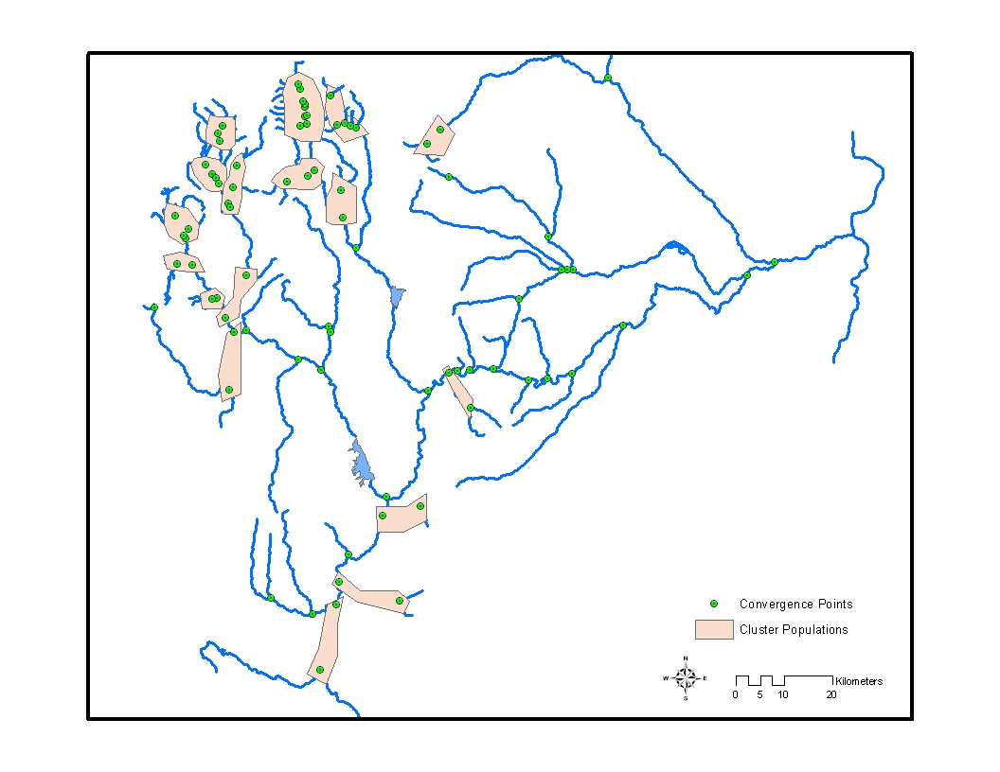 Convergence Points
Cluster Populations
N
W E
S
Kilometers
0 5 10 20